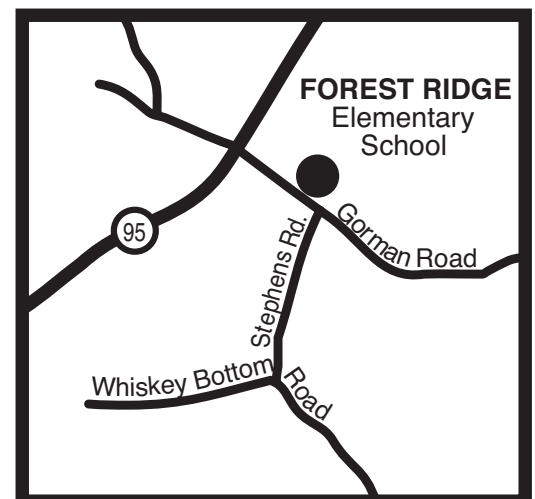 FOREST RIDGE
Elementary
School
95
Stephens Rd.
Gorman Road
Whiskey Bottom Road